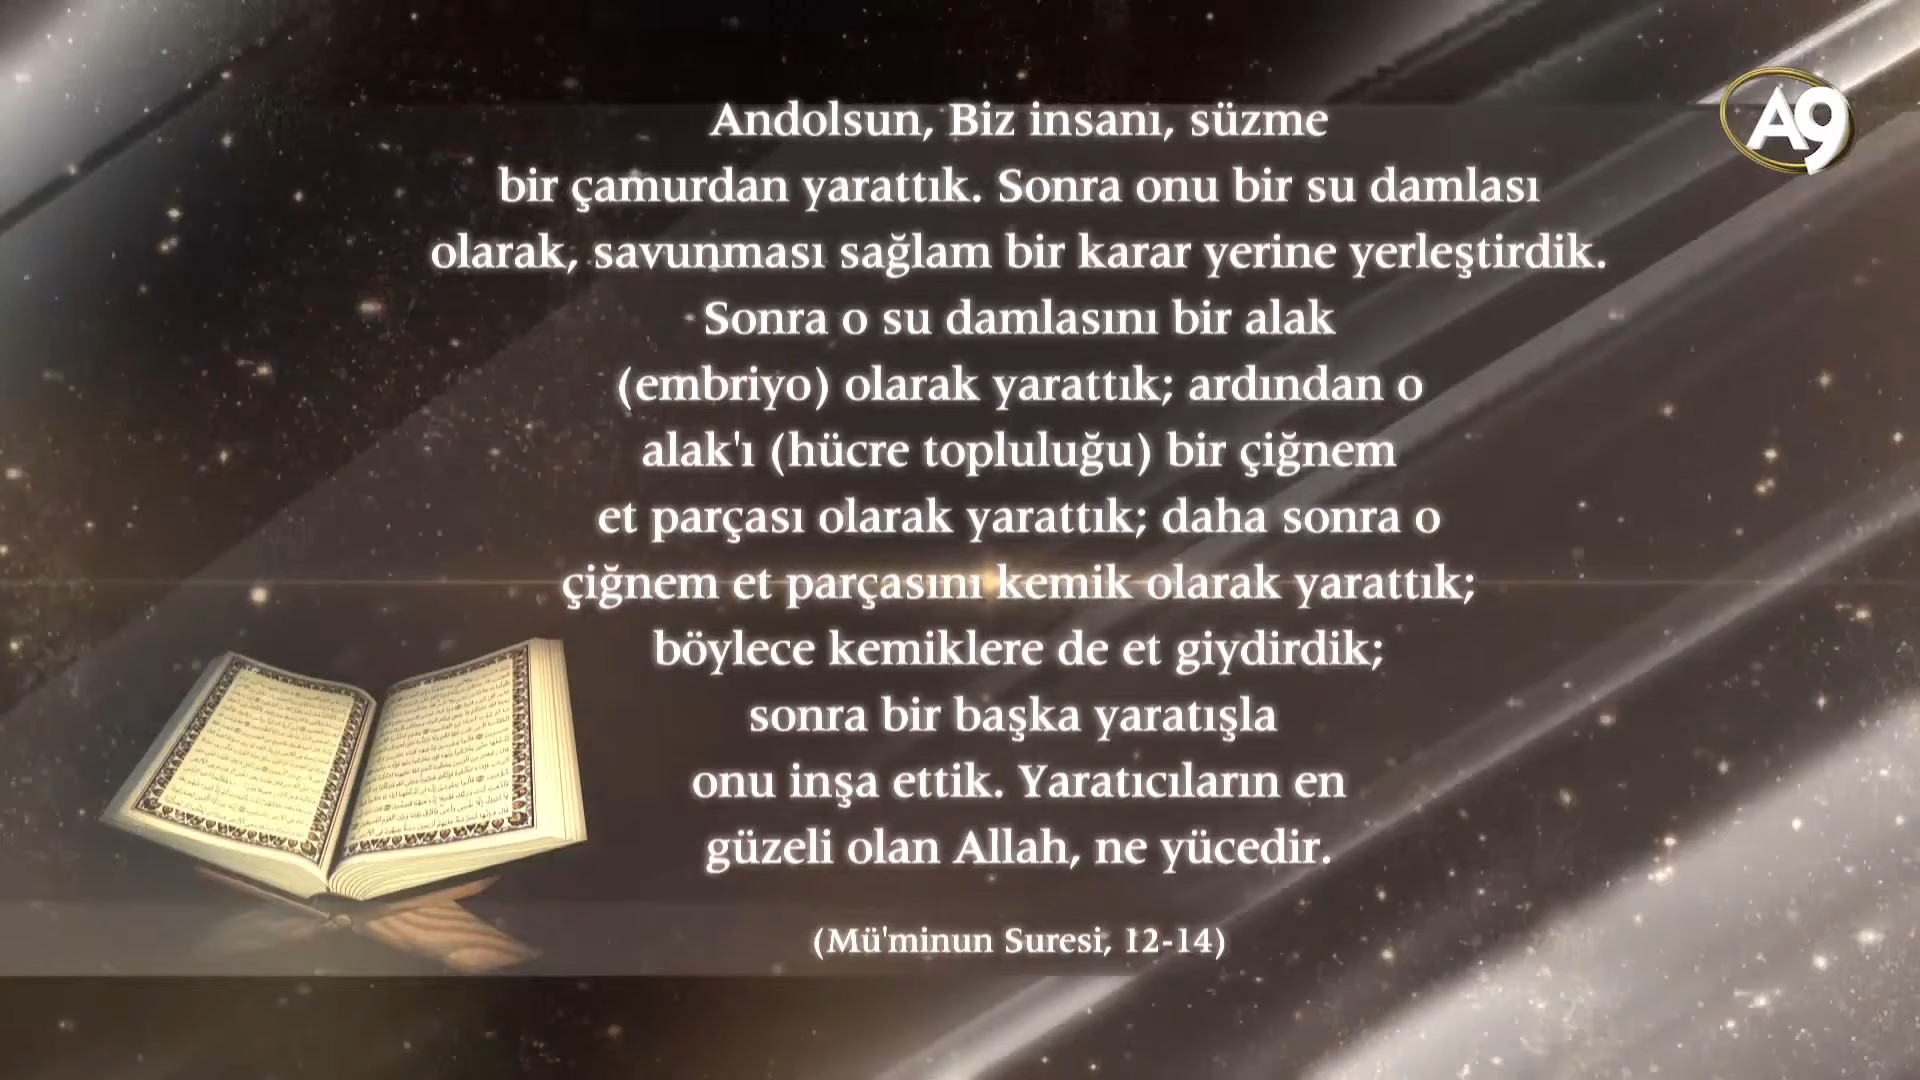 A9
Andolsun, Biz insanı, süzme
bir çamurdan yarattık. Sonra onu bir su damlası
olarak, savunması sağlam bir karar yerine yerleştirdik.
Sonra o su damlasını bir alak
(embriyo) olarak yarattık; ardından o
alak'ı (hücre topluluğu) bir çiğnem
et parçası olarak yarattık; daha sonra o
çiğnem et parçasını kemik olarak yarattık;
böylece kemiklere de et giydirdik;
sonra bir başka yaratışla
onu inşa ettik. Yaratıcıların en
güzeli olan Allah, ne yücedir.
(Mü'minun Suresi, 12-14)